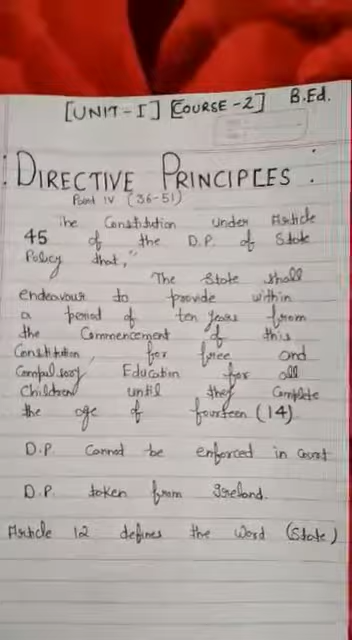 [UNIT-I] [COURSE-2] B.Ed.
: DIRECTIVE PRINCIPLES :
Part IV (36-51)
The Constitution under Article
45 of the D.P. of State
Policy that,"
The State shall
endeavour to provide within
a period of ten years from
the Commencement of this
Constitution, for free and
Compulsory Education for all
Children until they Complete
the age of fourteen (14)
D.P. Cannot be enforced in Court
D.P. taken from Ireland.
Article 12 defines the Word (State)